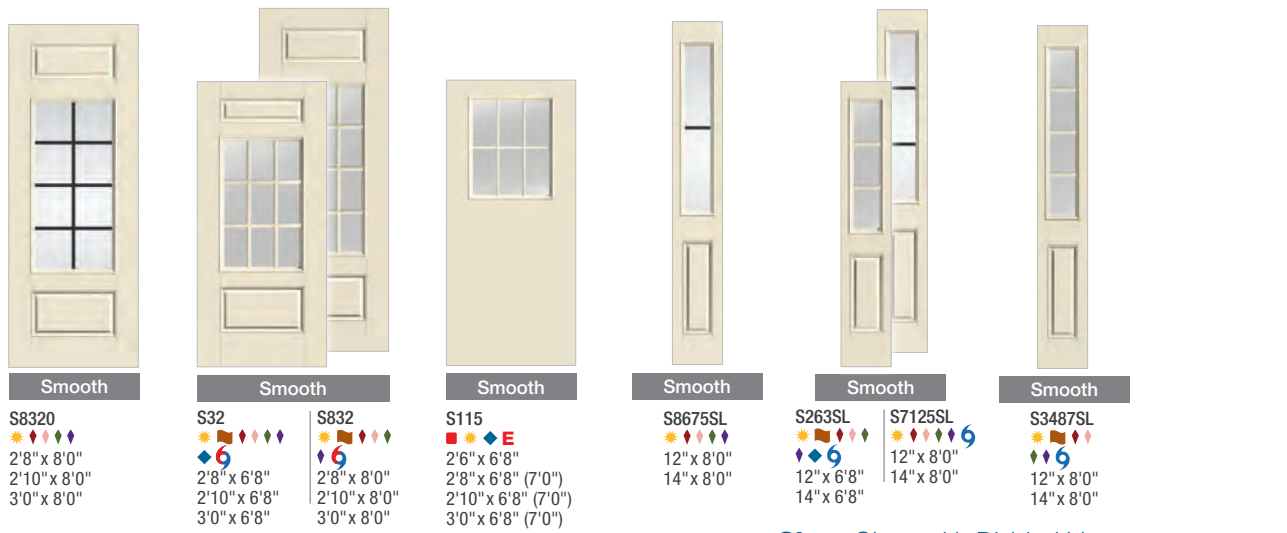 Smooth
S8320
2'8" x 8'0"
2'10" x 8'0"
3'0" x 8'0"
Smooth
S32
2'8" x 6'8"
2'10" x 6'8"
3'0" x 6'8"
S832
2'8" x 8'0"
2'10" x 8'0"
3'0" x 8'0"
Smooth
S115
E
2'6" x 6'8"
2'8" x 6'8" (7'0")
2'10" x 6'8" (7'0")
3'0" x 6'8" (7'0")
Smooth
S8675SL
12" x 8'0"
14" x 8'0"
Smooth
S263SL
12" x 6'8"
14" x 6'8"
S7125SL
12" x 8'0"
14" x 8'0"
Smooth
S3487SL
12" x 8'0"
14" x 8'0"